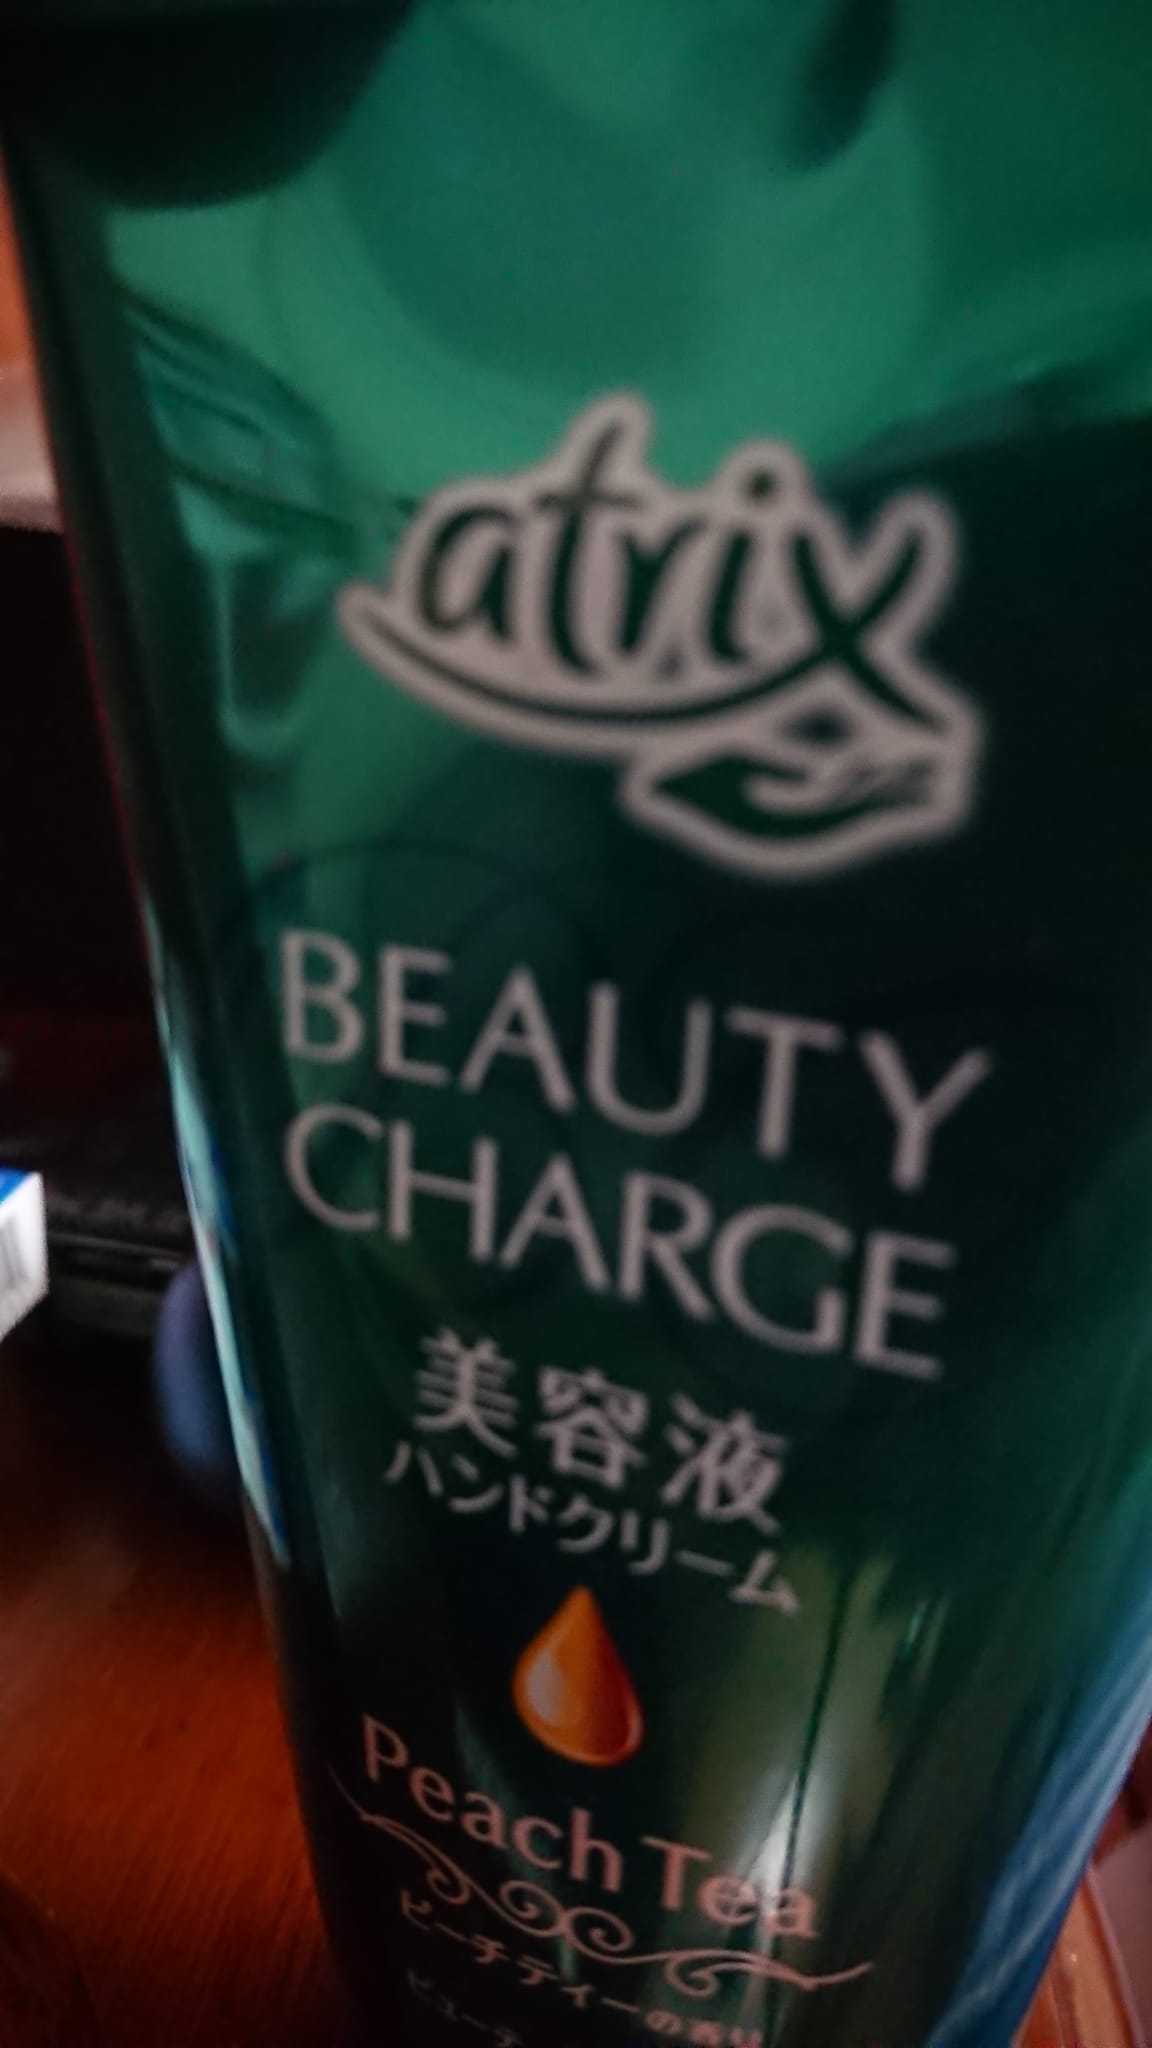 atrix
BEAUTY
CHARGE
美容液
ハンドクリーム
Peach Tea
ピーチティーの香り